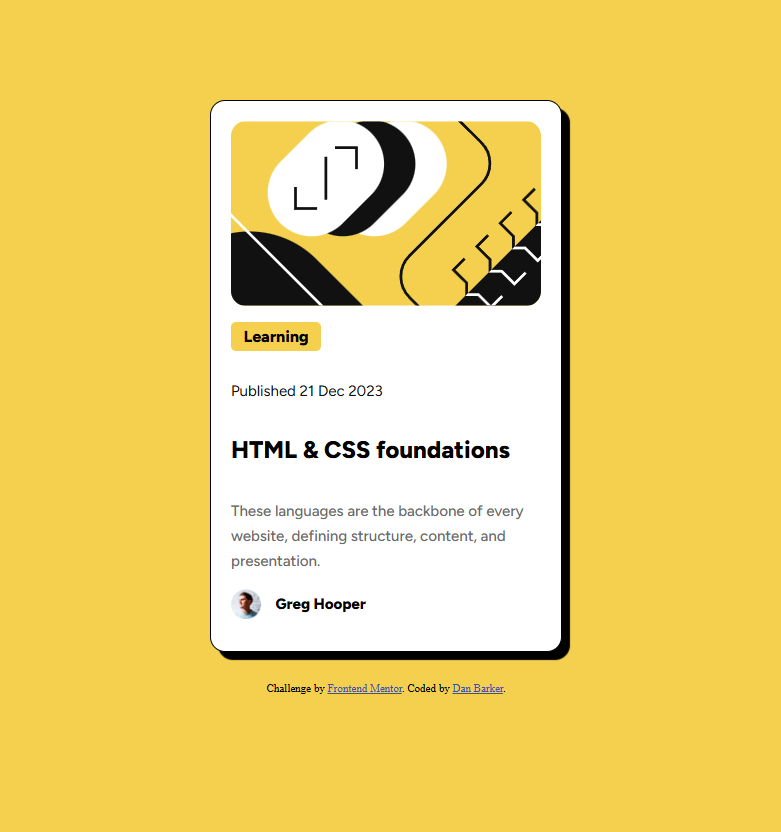 Learning
Published 21 Dec 2023
HTML & CSS foundations
These languages are the backbone of every
website, defining structure, content, and
presentation.
Greg Hooper
Challenge by Frontend Mentor. Coded by Dan Barker.